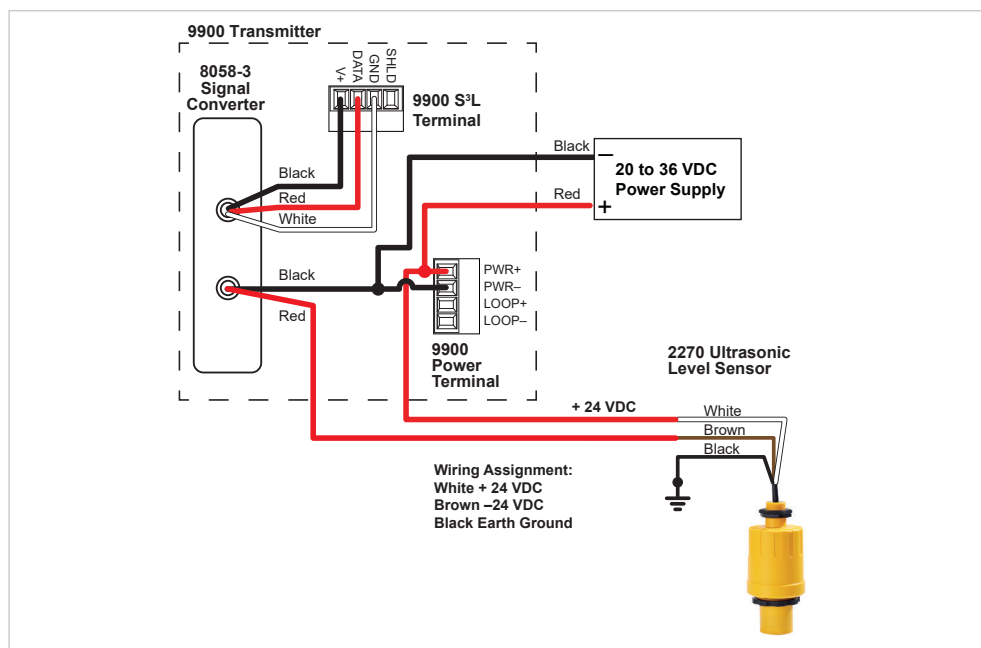 9900 Transmitter
8058-3
Signal
Converter
V+
DATA
GND
SHLD
9900 S³L
Terminal
Black
Red
White
Black
Red
20 to 36 VDC
Power Supply
–
+
Black
Red
PWR+
PWR–
LOOP+
LOOP–
9900
Power
Terminal
2270 Ultrasonic
Level Sensor
+ 24 VDC
White
Brown
Black
Wiring Assignment:
White + 24 VDC
Brown –24 VDC
Black Earth Ground